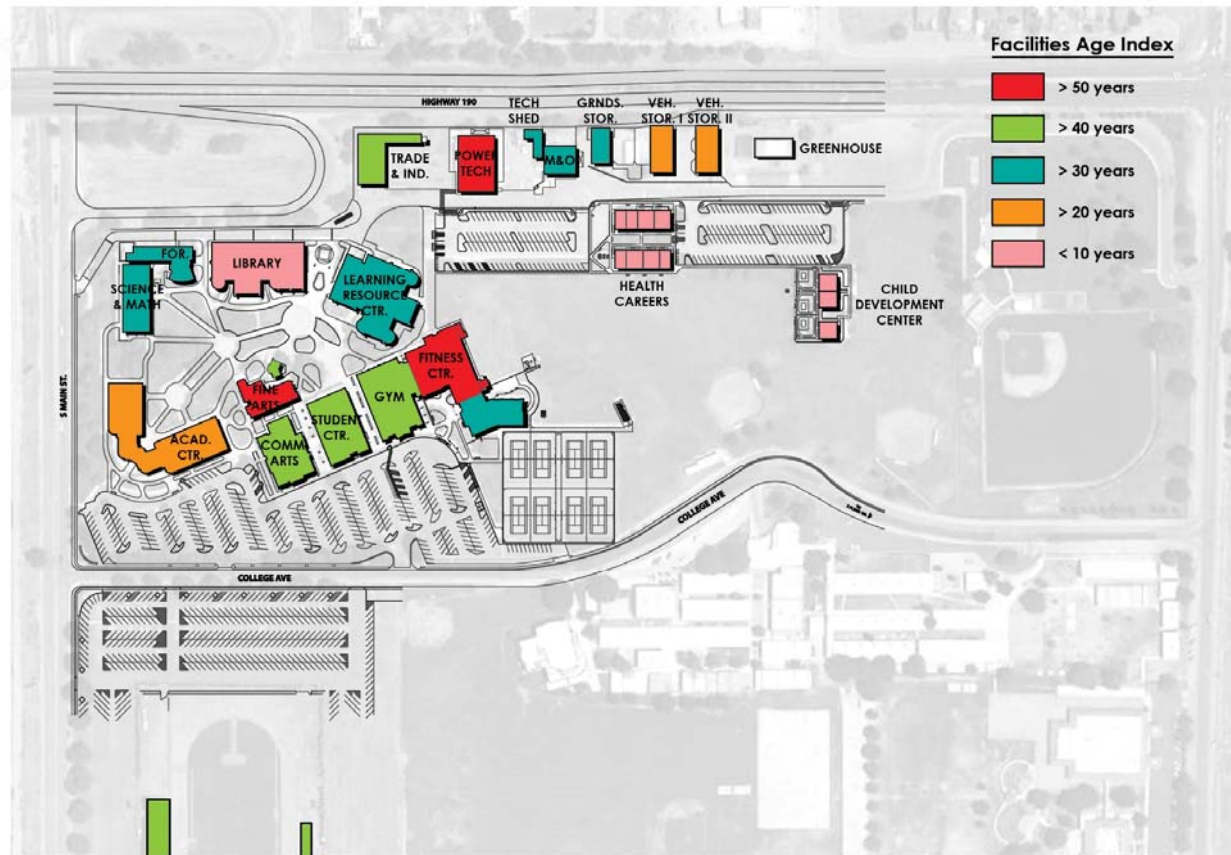 Facilities Age Index
> 50 years
> 40 years
> 30 years
> 20 years
< 10 years
HIGHWAY 190
TECH
SHED
GRNDS.
STOR.
VEH.
STOR. I
VEH.
STOR. II
TRADE
& IND.
POWER
TECH
M&O
GREENHOUSE
FOR.
SCIENCE
& MATH
LIBRARY
LEARNING
RESOURCE
CTR.
HEALTH
CAREERS
CHILD
DEVELOPMENT
CENTER
S MAIN ST.
FINE
ARTS
FITNESS
CTR.
GYM
STUDENT
CTR.
COMM
ARTS
ACAD.
CTR.
COLLEGE AVE
COLLEGE AVE